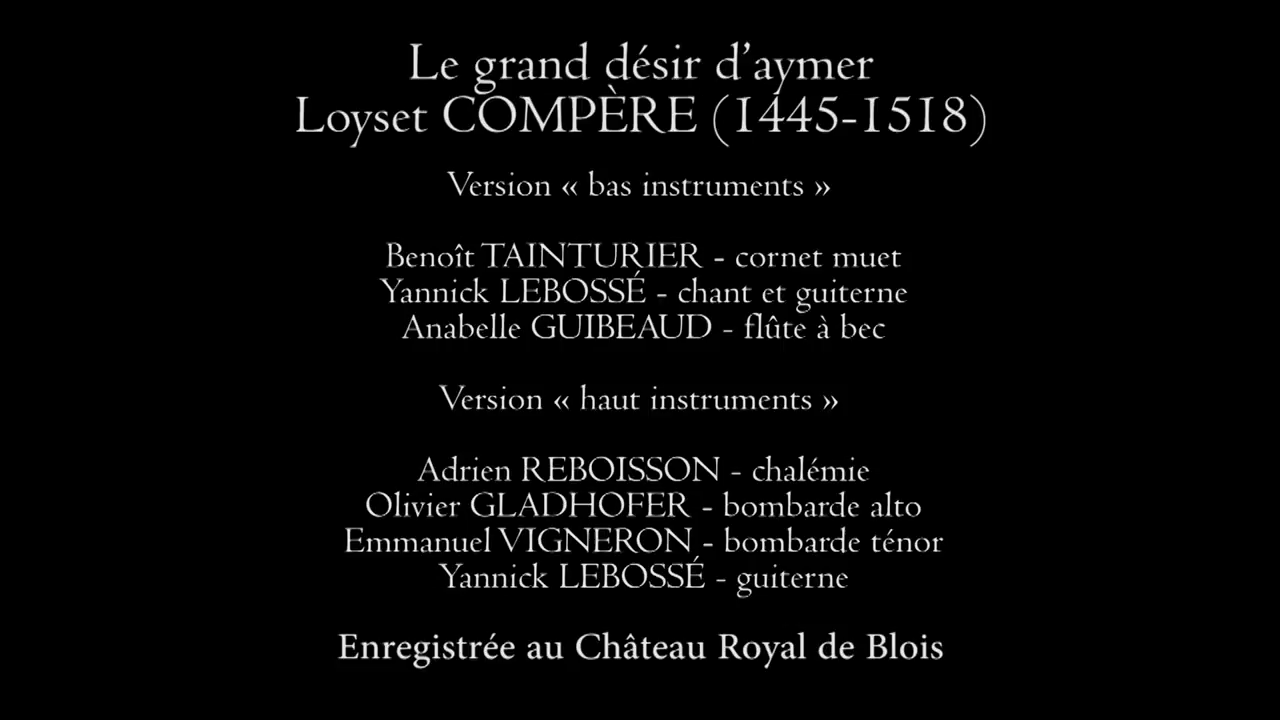 Le grand désir d’aymer
Loyset COMPÈRE (1445-1518)
Version « bas instruments »
Benoît TAINTURIER - cornet muet
Yannick LEBOSSÉ - chant et guiterne
Anabelle GUIBEAUD - flûte à bec
Version « haut instruments »
Adrien REBOISSON - chalémie
Olivier GLADHOFER - bombarde alto
Emmanuel VIGNERON - bombarde ténor
Yannick LEBOSSÉ - guiterne
Enregistrée au Château Royal de Blois